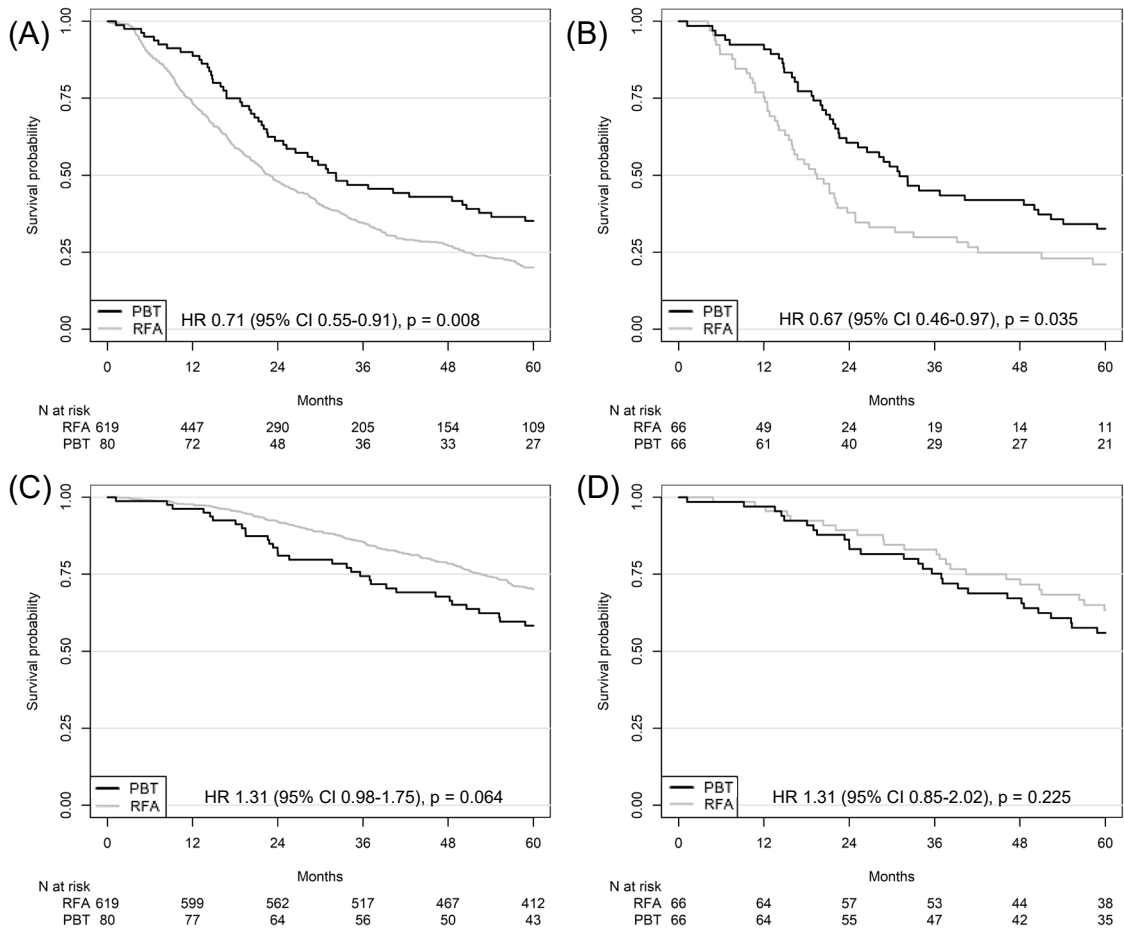 (A)
Survival probability
1.00
0.75
0.50
0.25
0.00
PBT
RFA
HR 0.71 (95% CI 0.55-0.91), p = 0.008
0 12 24 36 48 60
Months
N at risk
RFA 619 447 290 205 154 109
PBT 80 72 48 36 33 27
(B)
Survival probability
1.00
0.75
0.50
0.25
0.00
PBT
RFA
HR 0.67 (95% CI 0.46-0.97), p = 0.035
0 12 24 36 48 60
Months
N at risk
RFA 66 49 24 19 14 11
PBT 66 61 40 29 27 21
(C)
Survival probability
1.00
0.75
0.50
0.25
0.00
PBT
RFA
HR 1.31 (95% CI 0.98-1.75), p = 0.064
0 12 24 36 48 60
Months
N at risk
RFA 619 599 562 517 467 412
PBT 80 77 64 56 50 43
(D)
Survival probability
1.00
0.75
0.50
0.25
0.00
PBT
RFA
HR 1.31 (95% CI 0.85-2.02), p = 0.225
0 12 24 36 48 60
Months
N at risk
RFA 66 64 57 53 44 38
PBT 66 64 55 47 42 35